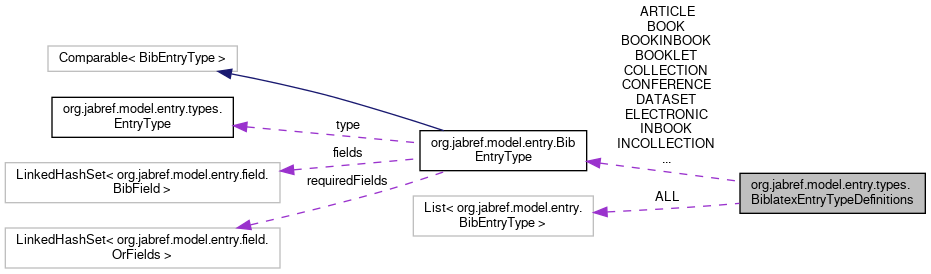 Comparable< BibEntryType >
org.jabref.model.entry.types.
EntryType
LinkedHashSet< org.jabref.model.entry.field.
BibField >
LinkedHashSet< org.jabref.model.entry.field.
OrFields >
type
fields
requiredFields
org.jabref.model.entry.Bib
EntryType
List< org.jabref.model.entry.
BibEntryType >
ARTICLE
BOOK
BOOKINBOOK
BOOKLET
COLLECTION
CONFERENCE
DATASET
ELECTRONIC
INBOOK
INCOLLECTION
...
ALL
org.jabref.model.entry.types.
BiblatexEntryTypeDefinitions